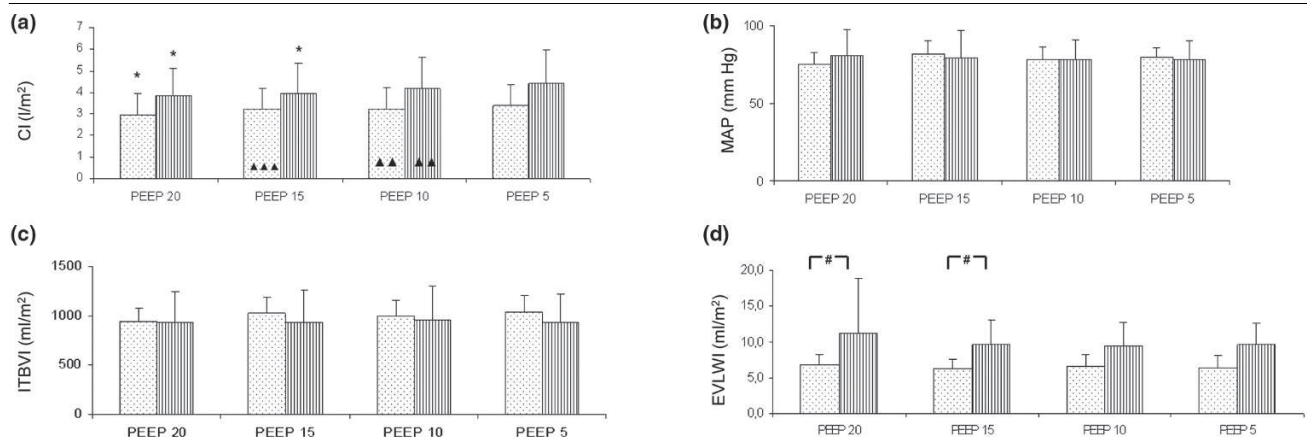 (a)
CI (l/m²)
7
6
5
4
3
2
1
0
* * *
▲▲▲ ▲▲ ▲▲
PEEP 20 PEEP 15 PEEP 10 PEEP 5
(b)
MAP (mm Hg)
100
50
0
PEEP 20 PEEP 15 PEEP 10 PEEP 5
(c)
ITBVI (ml/m²)
1500
1000
500
0
PEEP 20 PEEP 15 PEEP 10 PEEP 5
(d)
EVLWI (ml/m²)
# #
20,0
15,0
10,0
5,0
0,0
PEEP 20 PEEP 15 PEEP 10 PEEP 5